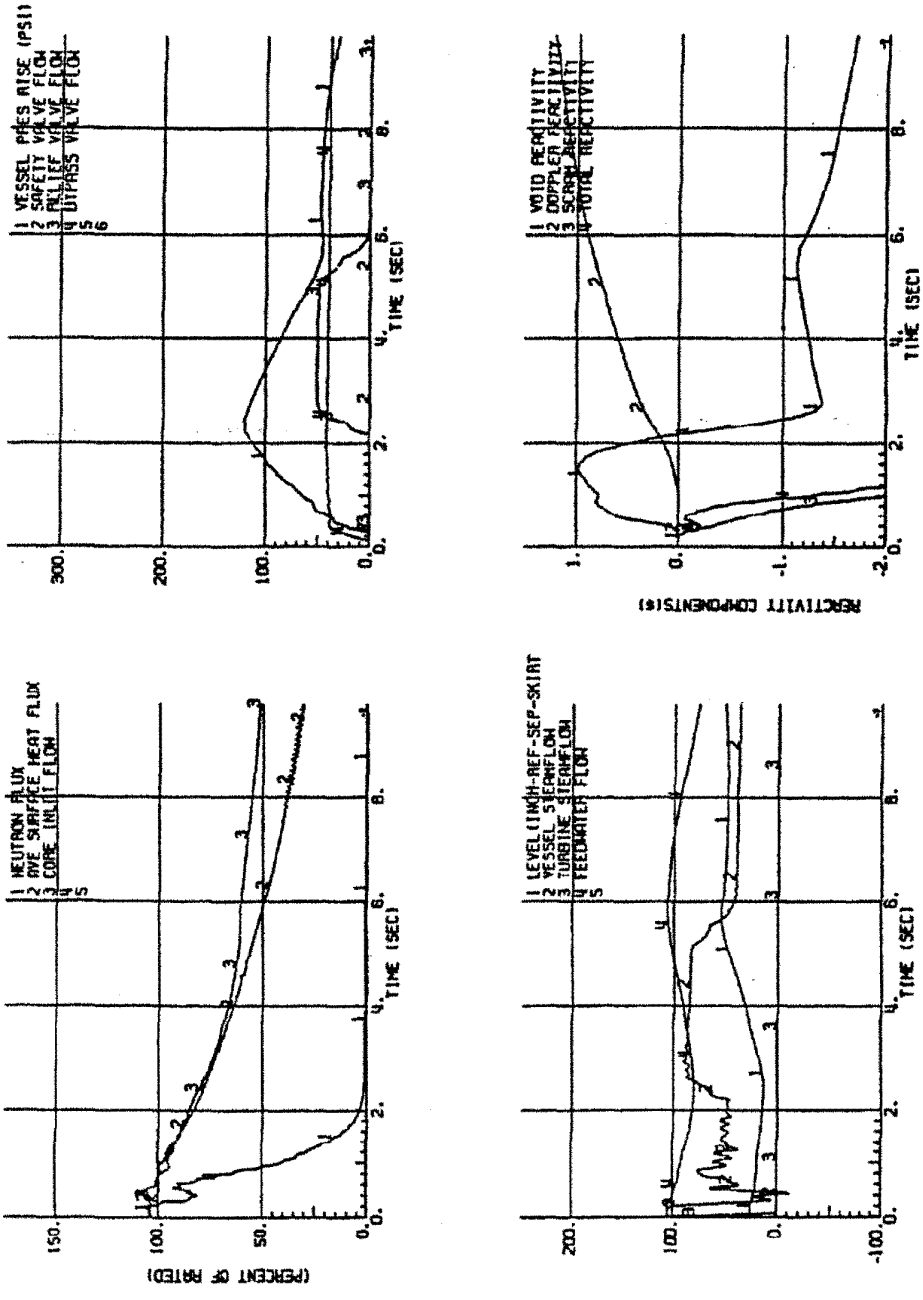 1 NEUTRON FLUX
2 AVE SURFACE HEAT FLUX
3 CORE INLET FLOW
4
5
150.
100.
50.
0.
(PERCENT OF RATED)
0. 2. 4. 6. 8.
TIME (SEC)
1 VESSEL PRES RISE (PSI)
2 SAFETY VALVE FLOW
3 RELIEF VALVE FLOW
4 BYPASS VALVE FLOW
5
6
300.
200.
100.
0.
0. 2. 4. 6. 8.
TIME (SEC)
1 LEVEL(INCH-REF-SEP-SKIRT
2 VESSEL STEAMFLOW
3 TURBINE STEAMFLOW
4 FEEDWATER FLOW
5
200.
100.
0.
-100.
0. 2. 4. 6. 8.
TIME (SEC)
1 VOID REACTIVITY
2 DOPPLER REACTIVITY
3 SCRAM REACTIVITY
4 TOTAL REACTIVITY
1.
0.
-1.
-2.
REACTIVITY COMPONENTS($)
0. 2. 4. 6. 8.
TIME (SEC)